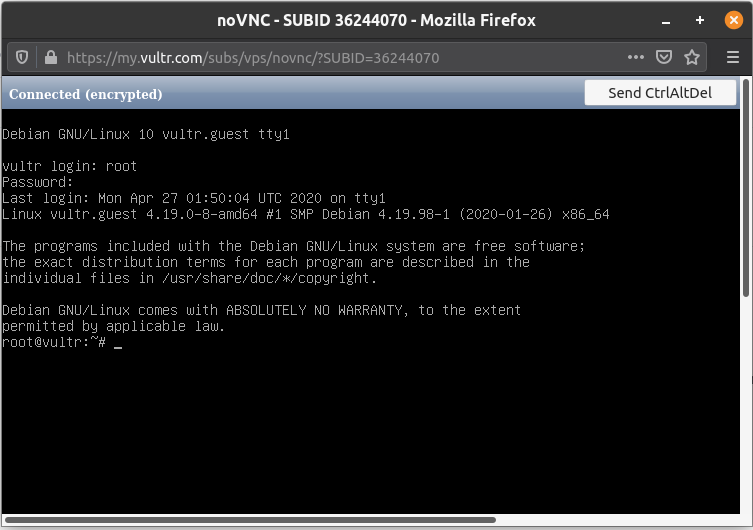 noVNC - SUBID 36244070 - Mozilla Firefox
https://my.vultr.com/subs/vps/novnc/?SUBID=36244070
Connected (encrypted)
Send CtrlAltDel
Debian GNU/Linux 10 vultr.guest tty1
vultr login: root
Password:
Last login: Mon Apr 27 01:50:04 UTC 2020 on tty1
Linux vultr.guest 4.19.0-8-amd64 #1 SMP Debian 4.19.98-1 (2020-01-26) x86_64
The programs included with the Debian GNU/Linux system are free software;
the exact distribution terms for each program are described in the
individual files in /usr/share/doc/*/copyright.
Debian GNU/Linux comes with ABSOLUTELY NO WARRANTY, to the extent
permitted by applicable law.
root@vultr:~# _